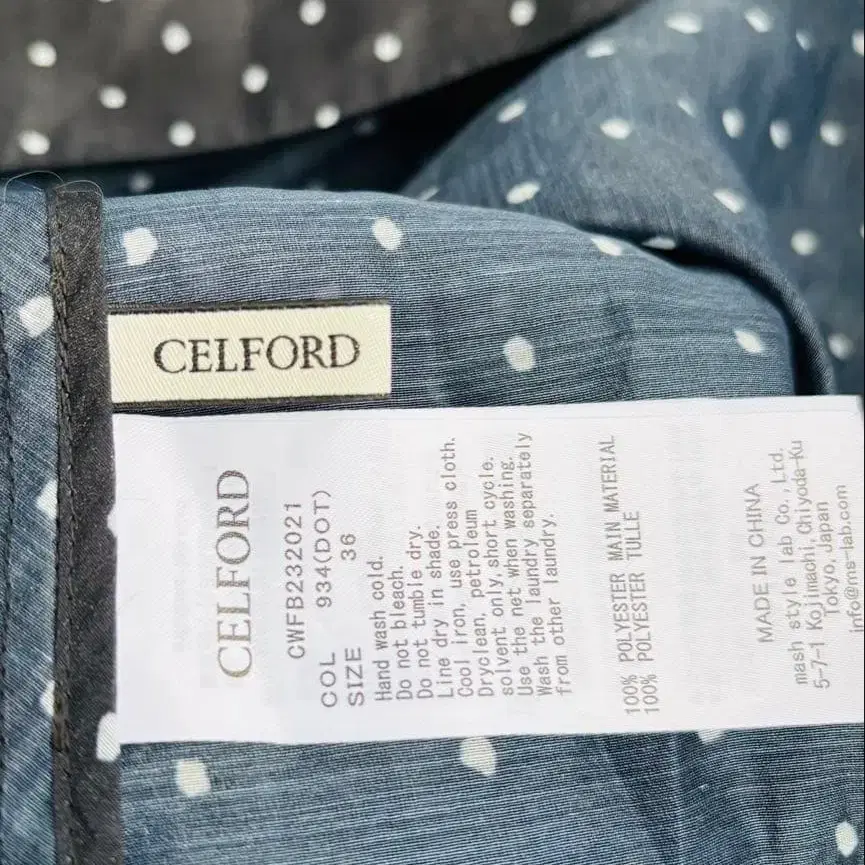 CELFORD
CELFORD
CWFB232021
COL 934(DOT)
SIZE 36
Hand wash cold.
Do not bleach.
Do not tumble dry.
Line dry in shade.
Cool iron, use press cloth.
Dryclean, petroleum
solvent only, short cycle.
Use the net when washing.
Wash the laundry separately
from other laundry.
100% POLYESTER MAIN MATERIAL
100% POLYESTER TULLE
MADE IN CHINA
mash style lab Co.,Ltd.
5-7-1 Kojimachi, Chiyoda-Ku
Tokyo, Japan
info@ms-lab.com